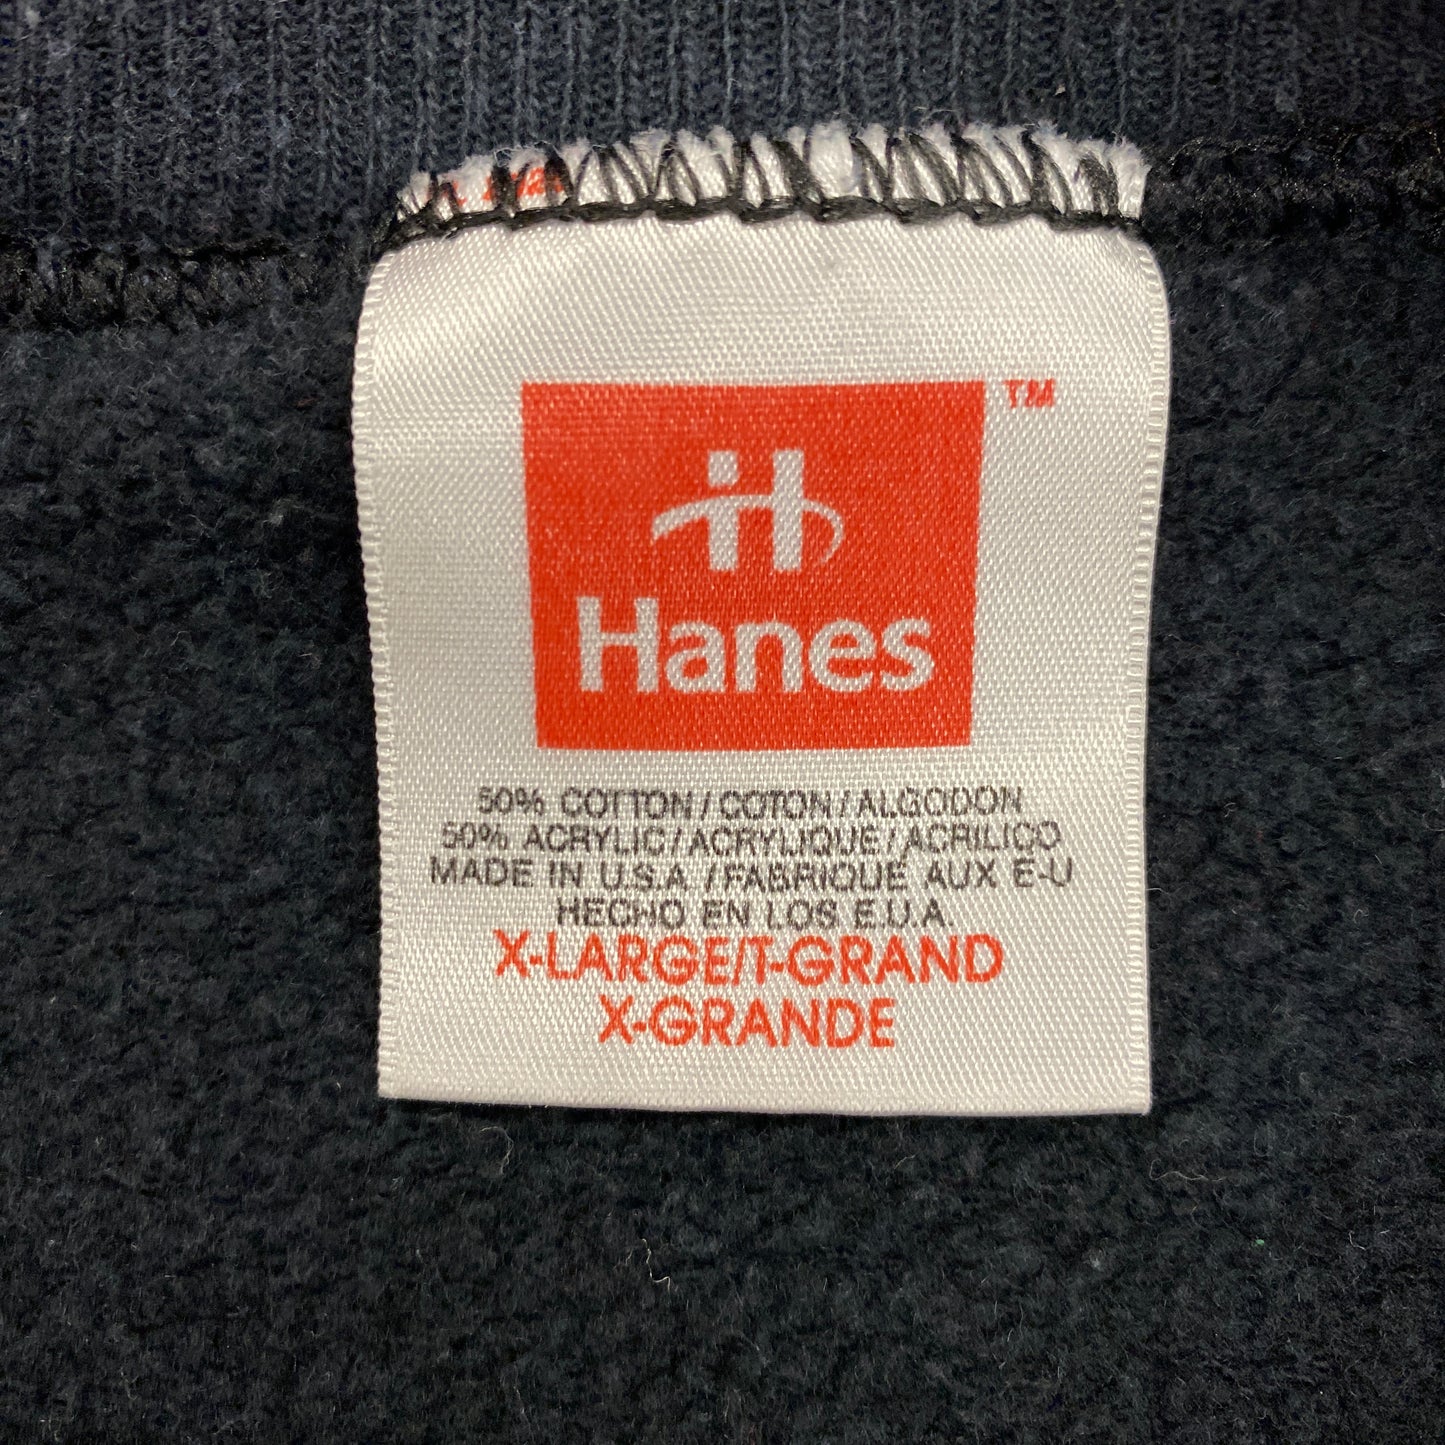 TM
H
Hanes
50% COTTON/COTON/ALGODON
50% ACRYLIC/ACRYLIQUE/ACRILICO
MADE IN U.S.A /FABRIQUE AUX E-U
HECHO EN LOS E.U.A.
X-LARGE/T-GRAND
X-GRANDE